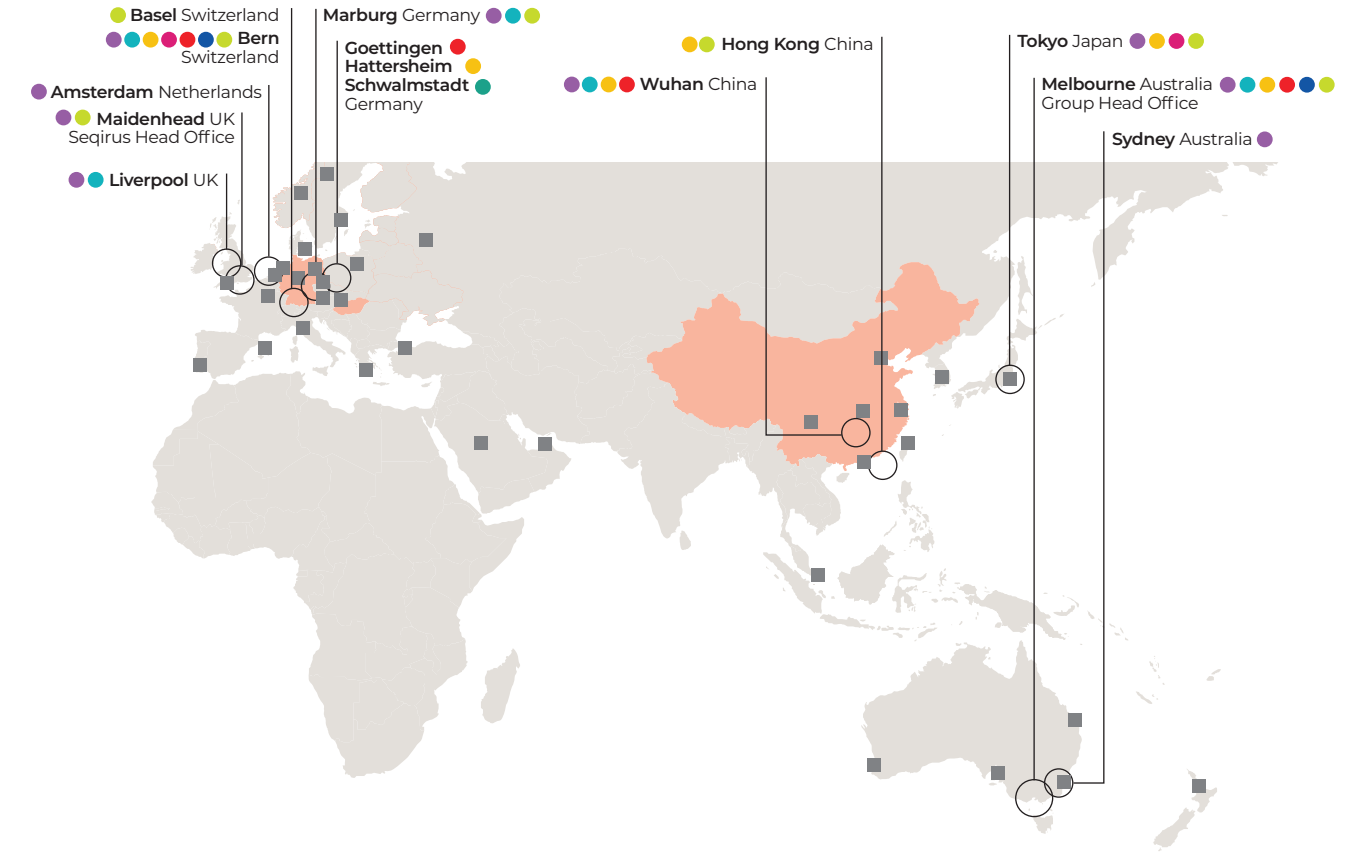 Basel Switzerland
Bern
Switzerland
Amsterdam Netherlands
Maidenhead UK
Seqirus Head Office
Liverpool UK
Marburg Germany
Goettingen
Hattersheim
Schwalmstadt
Germany
Hong Kong China
Wuhan China
Tokyo Japan
Melbourne Australia
Group Head Office
Sydney Australia